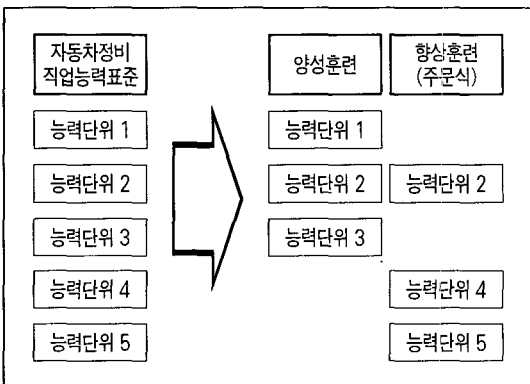 자동차정비
직업능력표준
양성훈련
향상훈련
(주문식)
능력단위 1
능력단위 1
능력단위 2
능력단위 2
능력단위 2
능력단위 3
능력단위 3
능력단위 4
능력단위 4
능력단위 5
능력단위 5